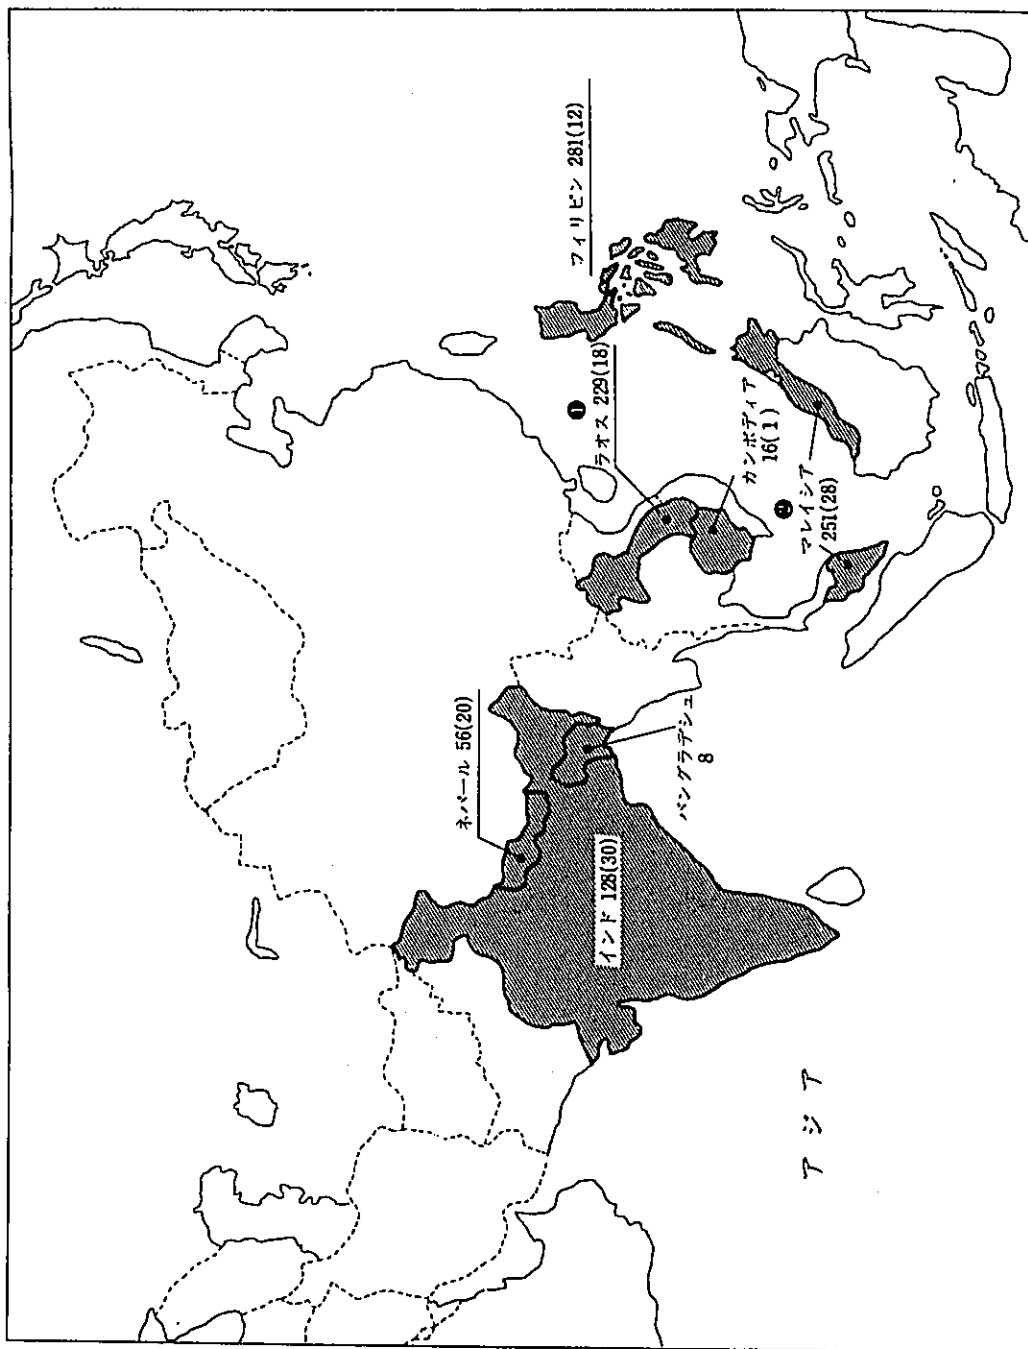 フィリピン 281(12)
ラオス 229(18)
カンボディア
16(1)
マレイシア
251(28)
ネパール 56(20)
バングラデシュ
8
インド 128(30)
アジア